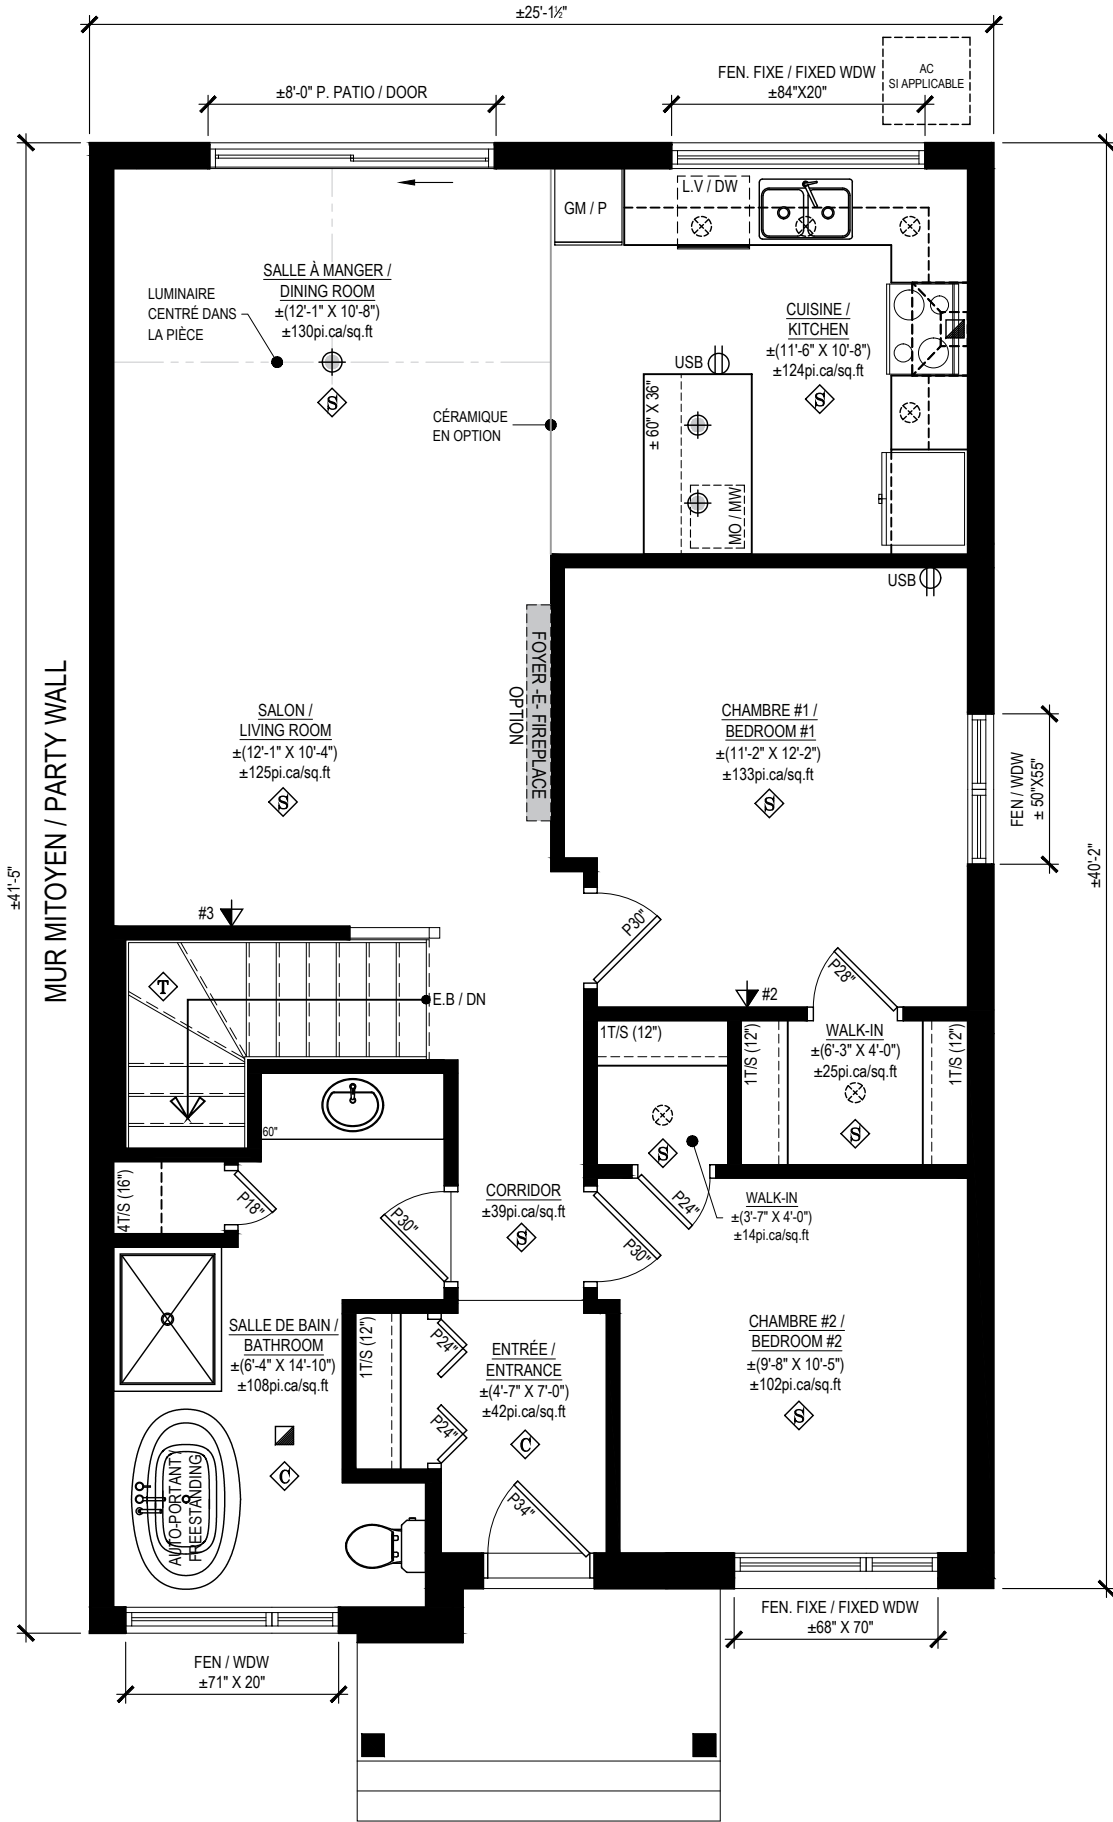 ±25'-1½"
±8'-0" P. PATIO / DOOR
FEN. FIXE / FIXED WDW
±84"X20"
AC
SI APPLICABLE
GM / P
L.V / DW
SALLE À MANGER /
DINING ROOM
±(12'-1" X 10'-8")
±130pi.ca/sq.ft
S
LUMINAIRE
CENTRÉ DANS
LA PIÈCE
CUISINE /
KITCHEN
±(11'-6" X 10'-8")
±124pi.ca/sq.ft
S
USB
± 60" X 36"
MO / MW
CÉRAMIQUE
EN OPTION
USB
FOYER -E- FIREPLACE
OPTION
MUR MITOYEN / PARTY WALL
±41'-5"
±40'-2"
SALON /
LIVING ROOM
±(12'-1" X 10'-4")
±125pi.ca/sq.ft
S
CHAMBRE #1 /
BEDROOM #1
±(11'-2" X 12'-2")
±133pi.ca/sq.ft
S
FEN / WDW
± 50"X55"
#3
P30"
P28"
T
E.B / DN
#2
1T/S (12")
1T/S (12")
WALK-IN
±(6'-3" X 4'-0")
±25pi.ca/sq.ft
S
1T/S (12")
60"
S
4T/S (16")
P18"
P30"
CORRIDOR
±39pi.ca/sq.ft
S
P30"
P24"
WALK-IN
±(3'-7" X 4'-0")
±14pi.ca/sq.ft
SALLE DE BAIN /
BATHROOM
±(6'-4" X 14'-10")
±108pi.ca/sq.ft
C
1T/S (12")
P24"
P24"
ENTRÉE /
ENTRANCE
±(4'-7" X 7'-0")
±42pi.ca/sq.ft
C
CHAMBRE #2 /
BEDROOM #2
±(9'-8" X 10'-5")
±102pi.ca/sq.ft
S
AUTO-PORTANT /
FREESTANDING
P34"
FEN / WDW
±71" X 20"
FEN. FIXE / FIXED WDW
±68" X 70"